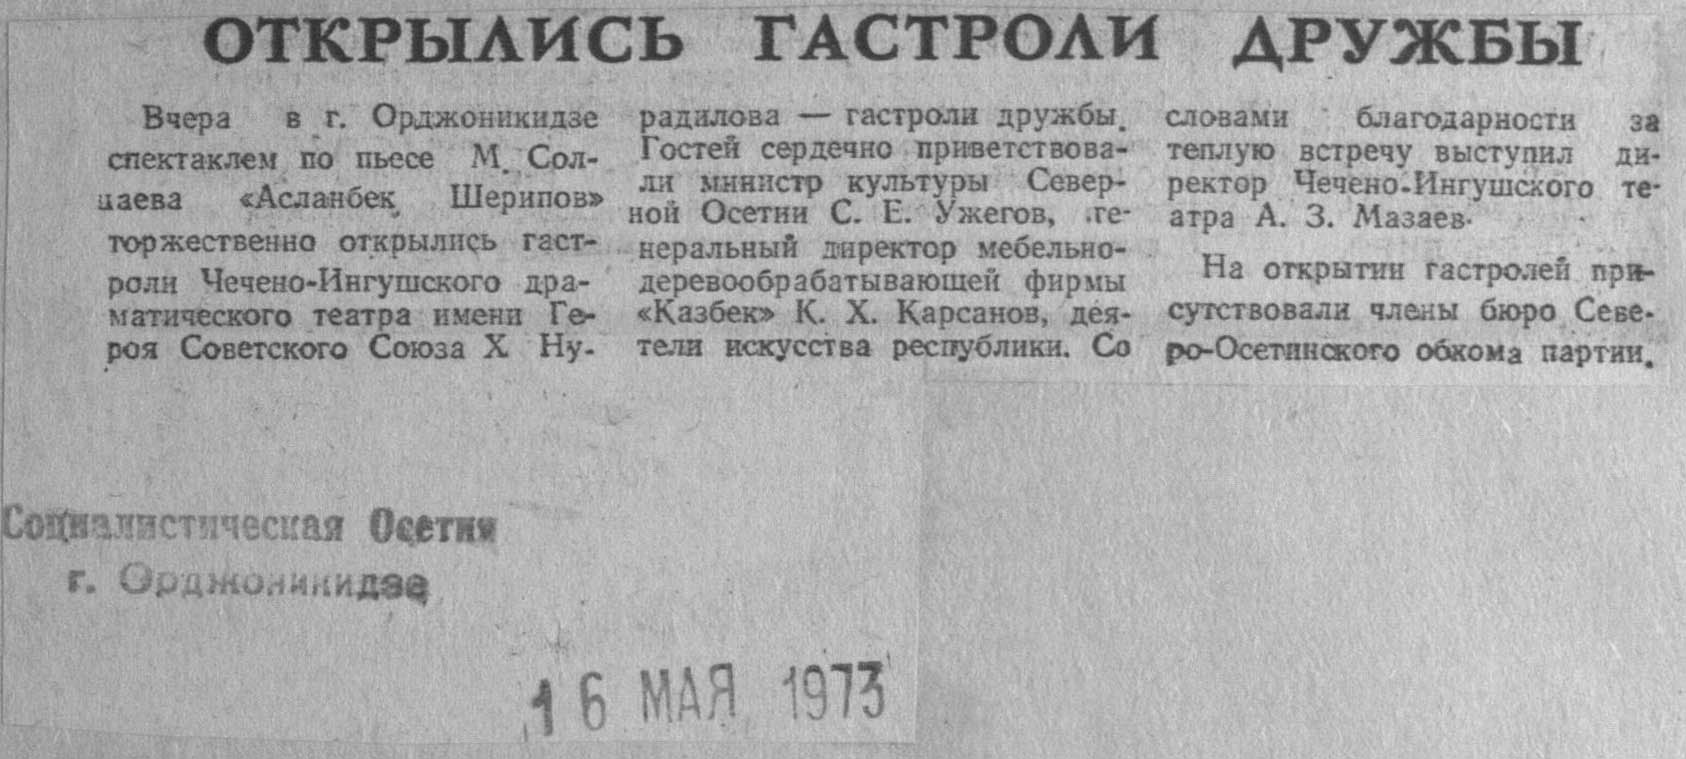 ОТКРЫЛИСЬ ГАСТРОЛИ ДРУЖБЫ
Вчера в г. Орджоникидзе
спектаклем по пьесе М. Сол-
цаева «Асланбек Шерипов»
торжественно открылись гаст-
роли Чечено-Ингушского дра-
матического театра имени Ге-
роя Советского Союза Х Ну-
радилова — гастроли дружбы.
Гостей сердечно приветствова-
ли министр культуры Север-
ной Осетии С. Е. Ужегов, ге-
неральный директор мебельно-
деревообрабатывающей фирмы
«Казбек» К. Х. Карсанов, дея-
тели искусства республики. Со
словами благодарности за
теплую встречу выступил ди-
ректор Чечено-Ингушского те-
атра А. З. Мазаев.
На открытии гастролей при-
сутствовали члены бюро Севе-
ро-Осетинского обкома партии.
Социалистическая Осетия
г. Орджоникидзе
16 МАЯ 1973